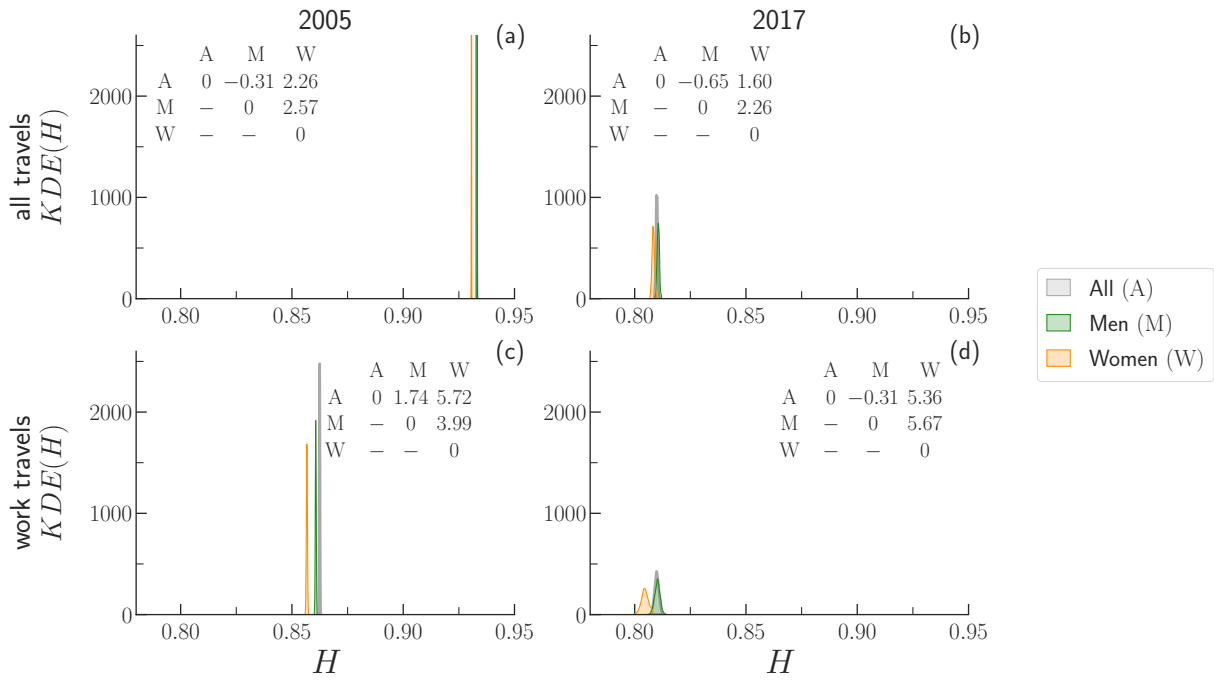 2005
2017
(a)
A M W
A 0 −0.31 2.26
M − 0 2.57
W − − 0
all travels
KDE(H)
2000
1000
0
0.80 0.85 0.90 0.95
(b)
A M W
A 0 −0.65 1.60
M − 0 2.26
W − − 0
2000
1000
0
0.80 0.85 0.90 0.95
All (A)
Men (M)
Women (W)
(c)
A M W
A 0 1.74 5.72
M − 0 3.99
W − − 0
work travels
KDE(H)
2000
1000
0
0.80 0.85 0.90 0.95
H
(d)
A M W
A 0 −0.31 5.36
M − 0 5.67
W − − 0
2000
1000
0
0.80 0.85 0.90 0.95
H